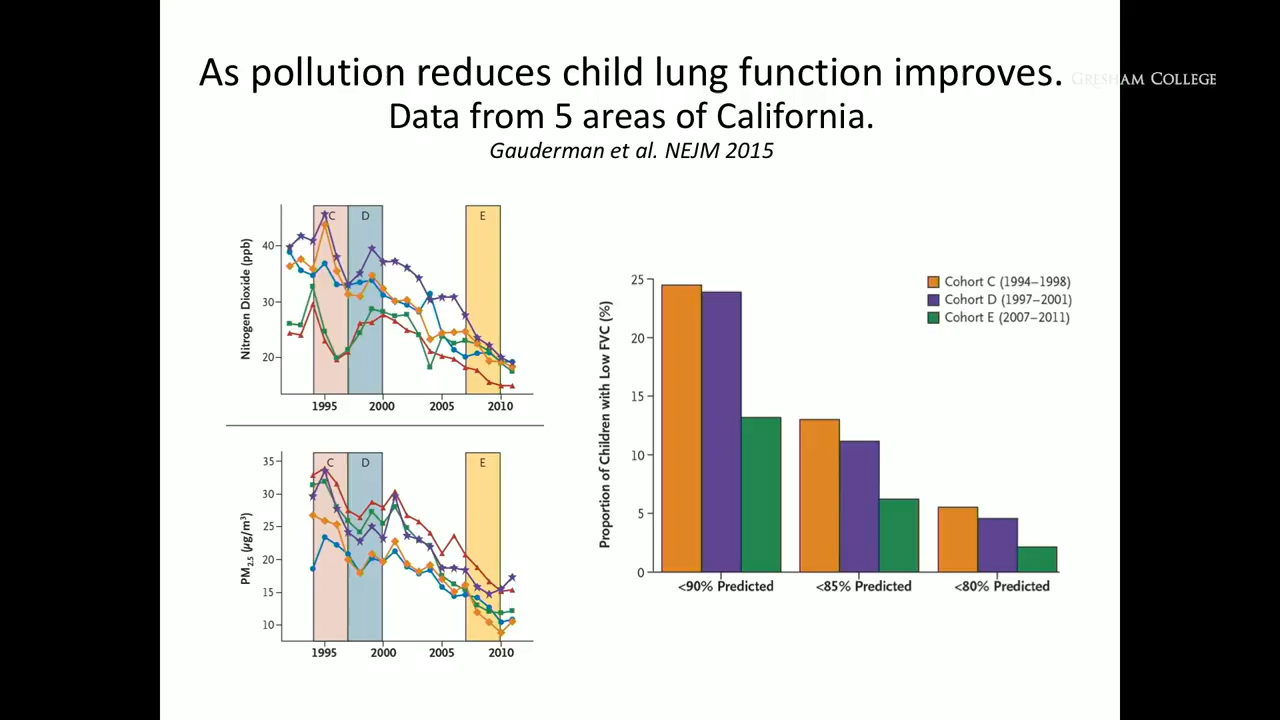 As pollution reduces child lung function improves.
GRESHAM COLLEGE
Data from 5 areas of California.
Gauderman et al. NEJM 2015
C
D
E
Nitrogen Dioxide (ppb)
40
30
20
1995
2000
2005
2010
C
D
E
PM2.5 (µg/m³)
35
30
25
20
15
10
1995
2000
2005
2010
Proportion of Children with Low FVC (%)
25
20
15
10
5
0
Cohort C (1994–1998)
Cohort D (1997–2001)
Cohort E (2007–2011)
<90% Predicted
<85% Predicted
<80% Predicted